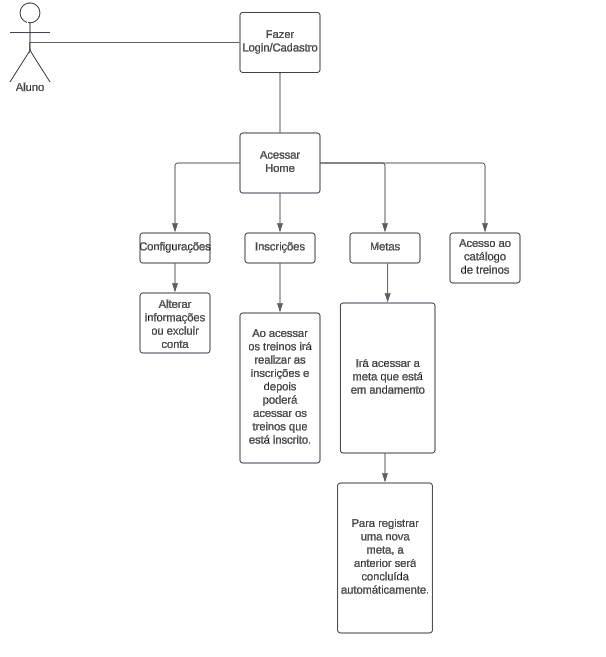 Fazer
Login/Cadastro
Aluno
Acessar
Home
Configurações
Inscrições
Metas
Acesso ao
catálogo
de treinos
Alterar
informações
ou excluir
conta
Ao acessar
os treinos irá
realizar as
inscrições e
depois
poderá
acessar os
treinos que
está inscrito.
Irá acessar a
meta que está
em andamento
Para registrar
uma nova
meta, a
anterior será
concluída
automáticamente.